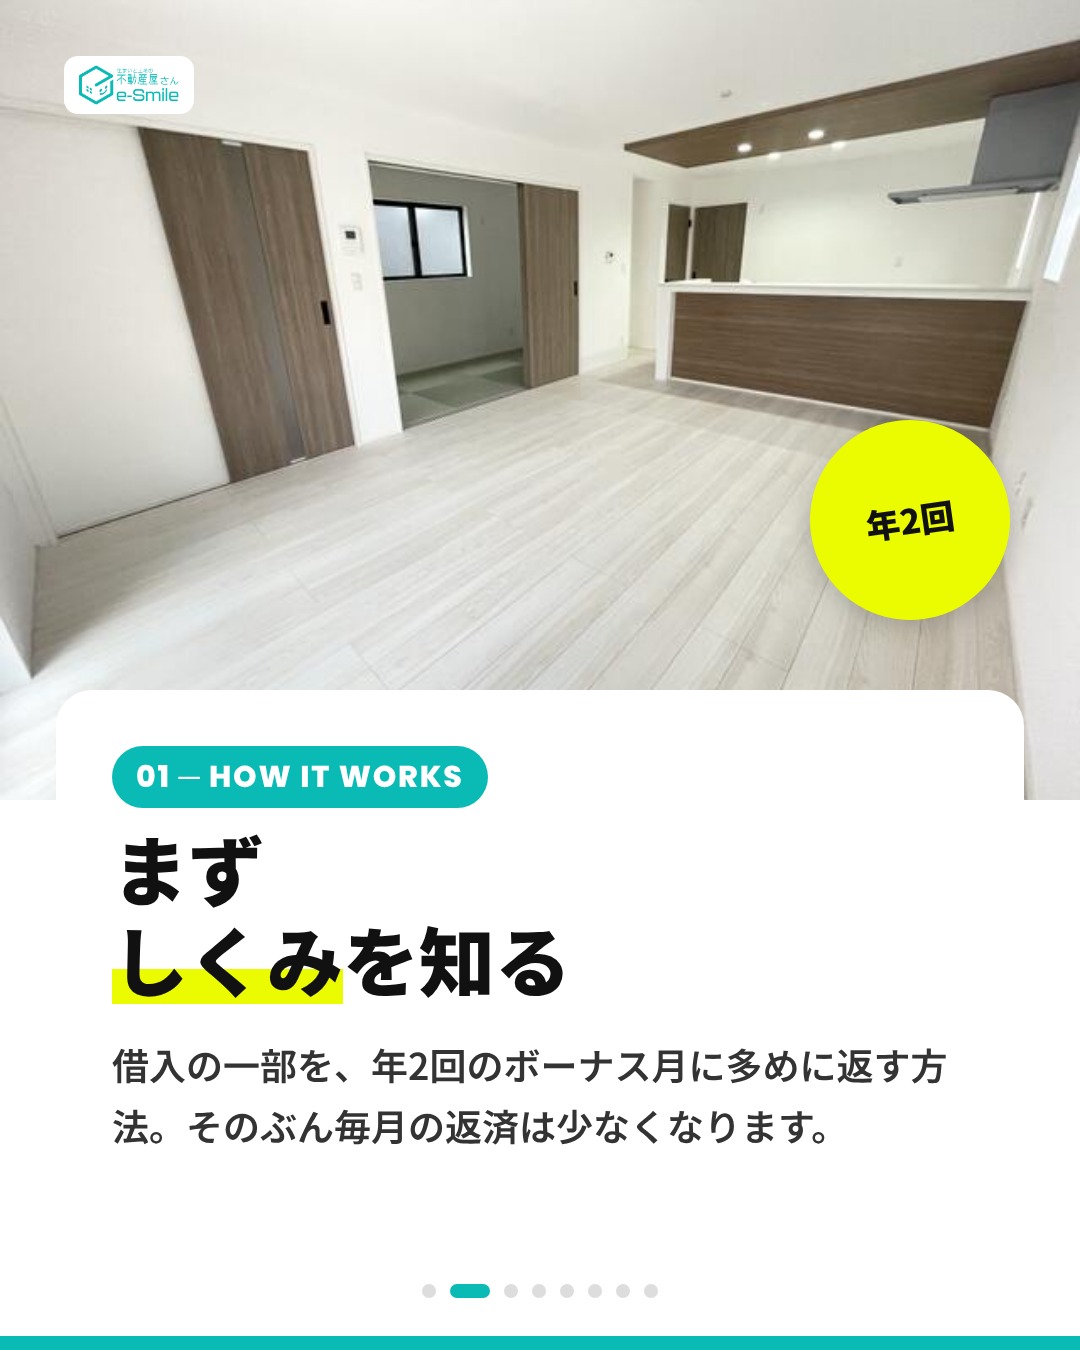 不動産屋さん
e-Smile
年2回
01 — HOW IT WORKS
まず
しくみを知る
借入の一部を、年2回のボーナス月に多めに返す方
法。そのぶん毎月の返済は少なくなります。